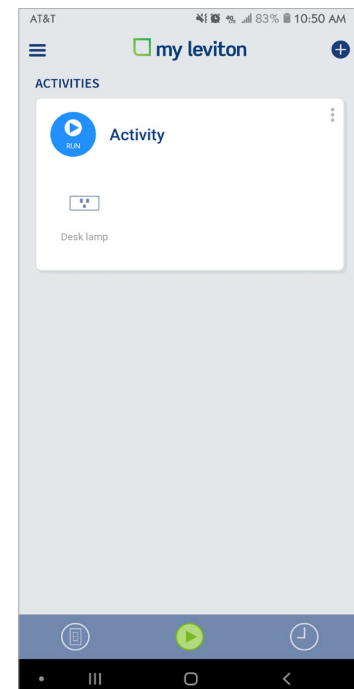 AT&T 83% 10:50 AM
my leviton
ACTIVITIES
RUN
Activity
Desk lamp